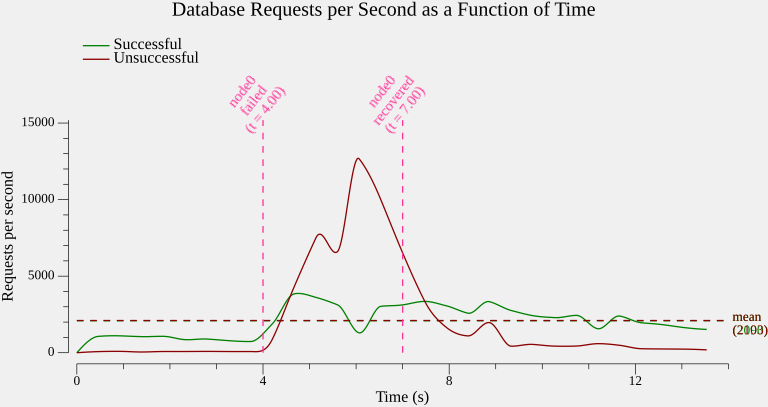 Database Requests per Second as a Function of Time
Successful
Unsuccessful
node0
failed
(t = 4.00)
node0
recovered
(t = 7.00)
15000
10000
5000
0
Requests per second
mean
0
4
8
12
Time (s)